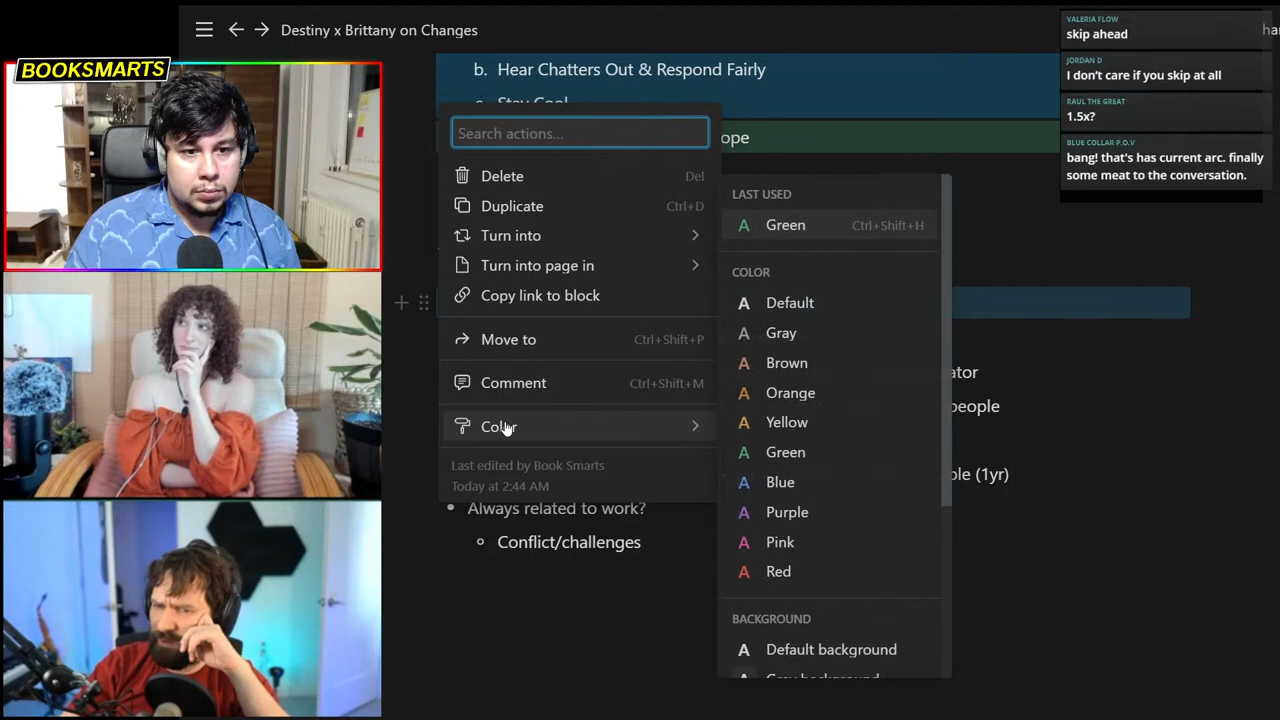 Destiny x Brittany on Changes
b. Hear Chatters Out & Respond Fairly
c. Stay Cool
ope
BOOKSMARTS
Search actions...
Delete Del
Duplicate Ctrl+D
Turn into
Turn into page in
Copy link to block
Move to Ctrl+Shift+P
Comment Ctrl+Shift+M
Color
Last edited by Book Smarts
Today at 2:44 AM
LAST USED
A Green Ctrl+Shift+H
COLOR
A Default
A Gray
A Brown
A Orange
A Yellow
A Green
A Blue
A Purple
A Pink
A Red
BACKGROUND
A Default background
Gray background
ator
people
ple (1yr)
Always related to work?
Conflict/challenges
VALERIA FLOW
skip ahead
JORDAN D
I don't care if you skip at all
RAUL THE GREAT
1.5x?
BLUE COLLAR P.O.V
bang! that's has current arc. finally
some meat to the conversation.
ha